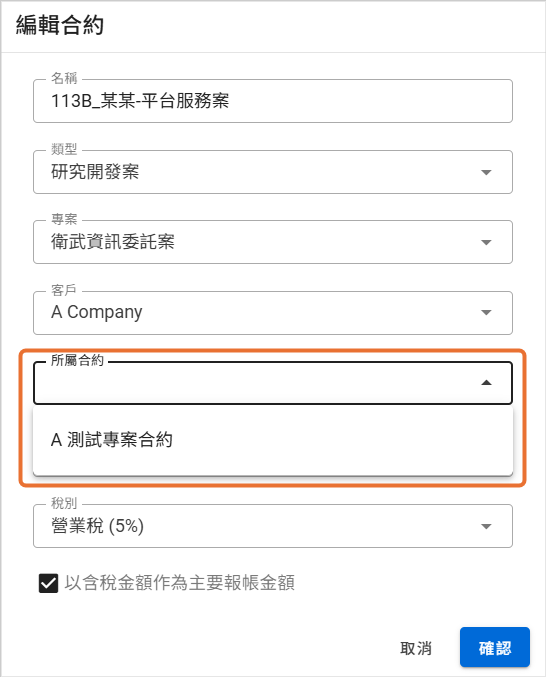 編輯合約
名稱
113B_某某-平台服務案
類型
研究開發案
專案
衛武資訊委託案
客戶
A Company
所屬合約
A 測試專案合約
稅別
營業稅 (5%)
以含稅金額作為主要報帳金額
取消
確認